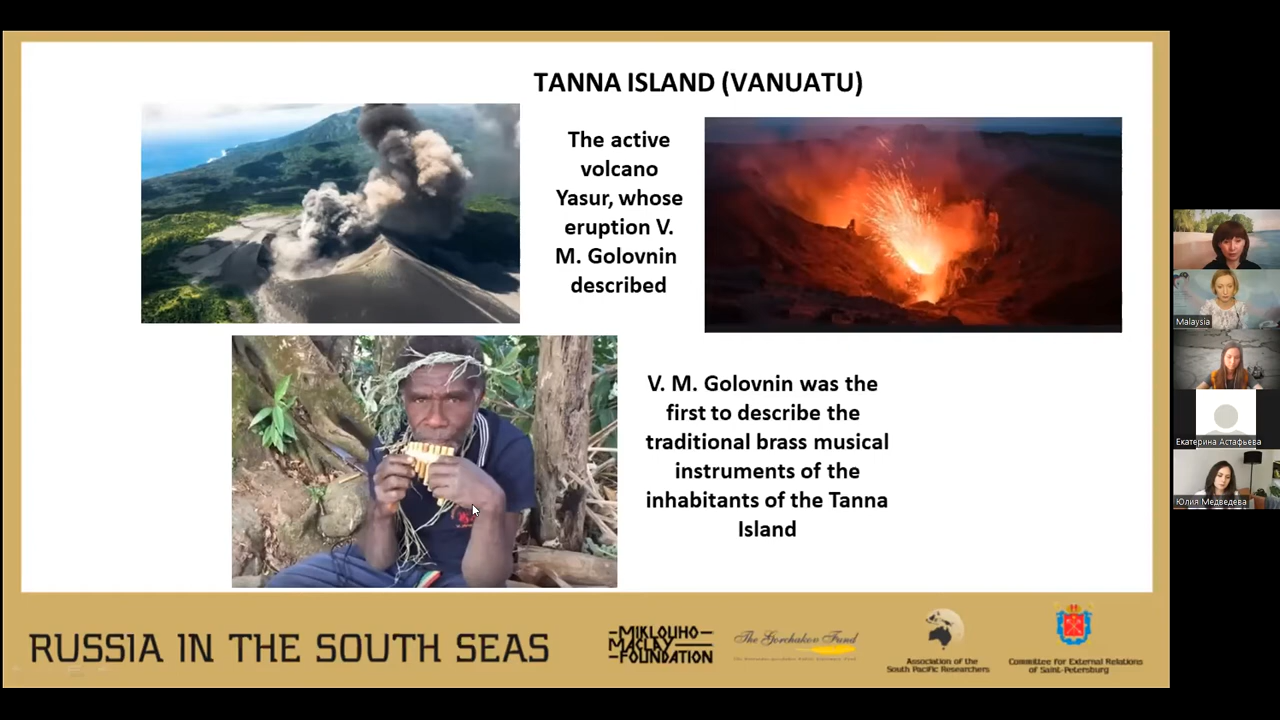 TANNA ISLAND (VANUATU)
The active
volcano
Yasur, whose
eruption V.
M. Golovnin
described
V. M. Golovnin was the
first to describe the
traditional brass musical
instruments of the
inhabitants of the Tanna
Island
RUSSIA IN THE SOUTH SEAS
MIKLOUHO
MACLAY
FOUNDATION
The Gorchakov Fund
Association of the
South Pacific Researchers
Committee for External Relations
of Saint-Petersburg
Malaysia
Екатерина Астафьева
Юлия Медведева